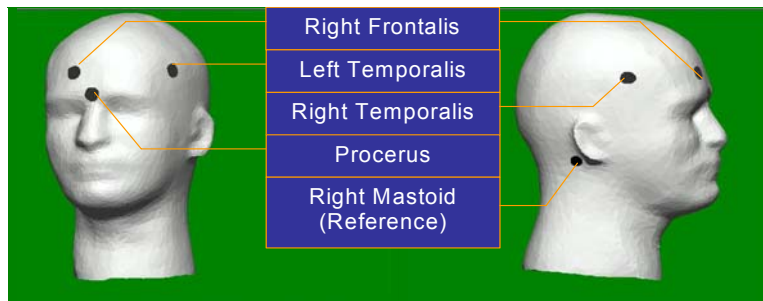 Right Frontalis
Left Temporalis
Right Temporalis
Procerus
Right Mastoid
(Reference)